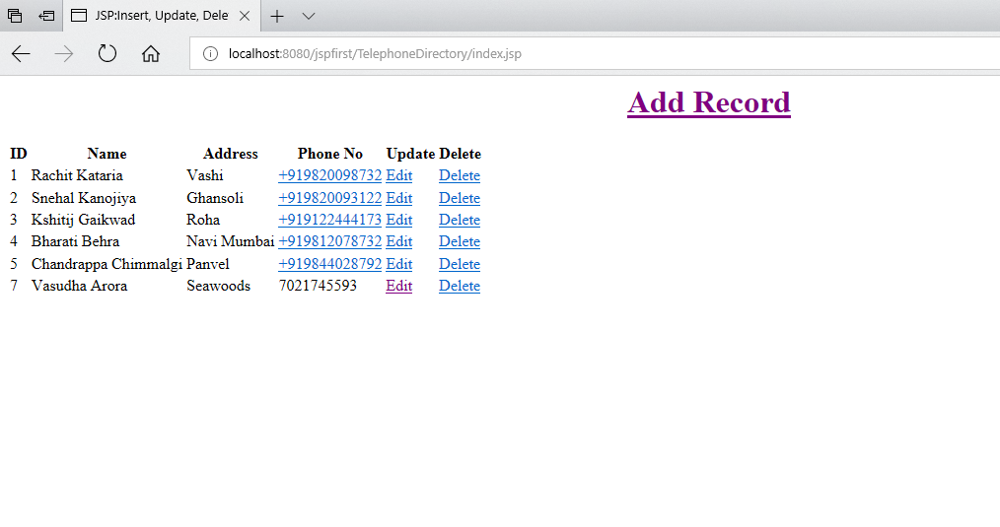 JSP:Insert, Update, Dele
localhost:8080/jspfirst/TelephoneDirectory/index.jsp
Add Record
ID Name Address Phone No Update Delete
1 Rachit Kataria Vashi +919820098732 Edit Delete
2 Snehal Kanojiya Ghansoli +919820093122 Edit Delete
3 Kshitij Gaikwad Roha +919122444173 Edit Delete
4 Bharati Behra Navi Mumbai +919812078732 Edit Delete
5 Chandrappa Chimmalgi Panvel +919844028792 Edit Delete
7 Vasudha Arora Seawoods 7021745593 Edit Delete